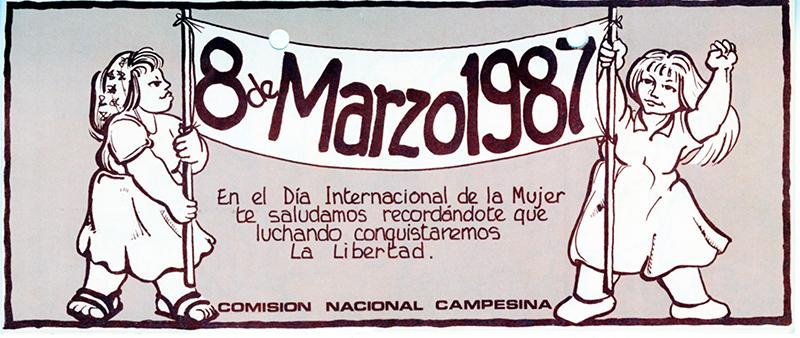 8 de Marzo 1987
En el Día Internacional de la Mujer
te saludamos recordándote que
luchando conquistaremos
La Libertad.
COMISION NACIONAL CAMPESINA